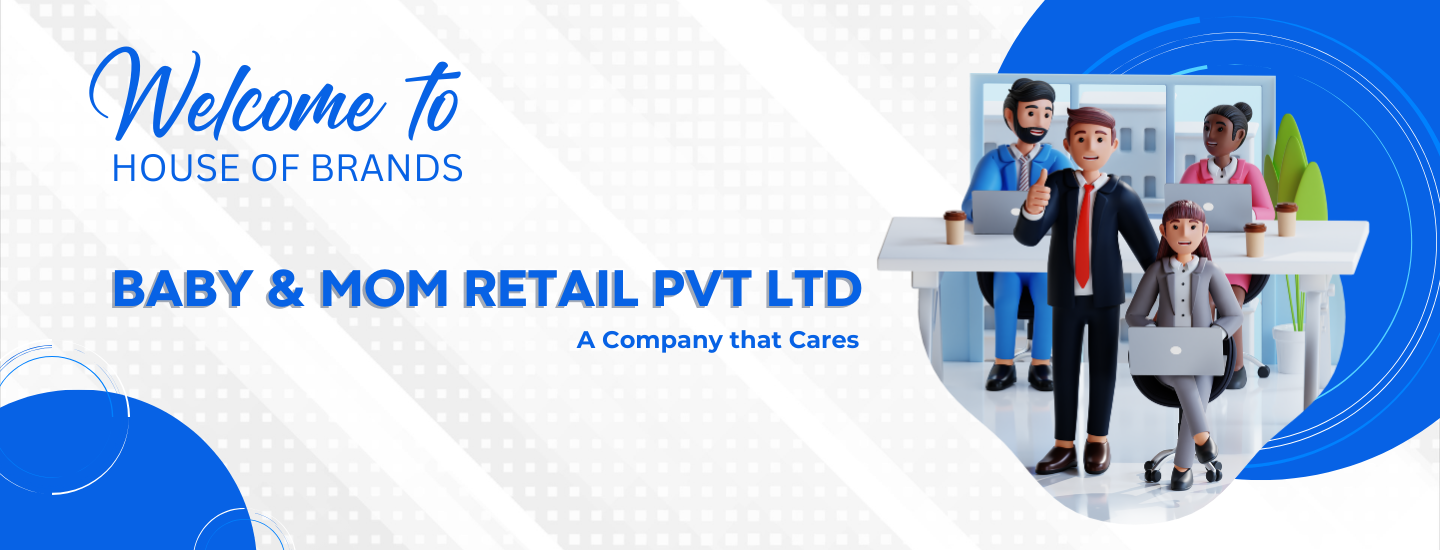 Welcome to
HOUSE OF BRANDS
BABY & MOM RETAIL PVT LTD
A Company that Cares